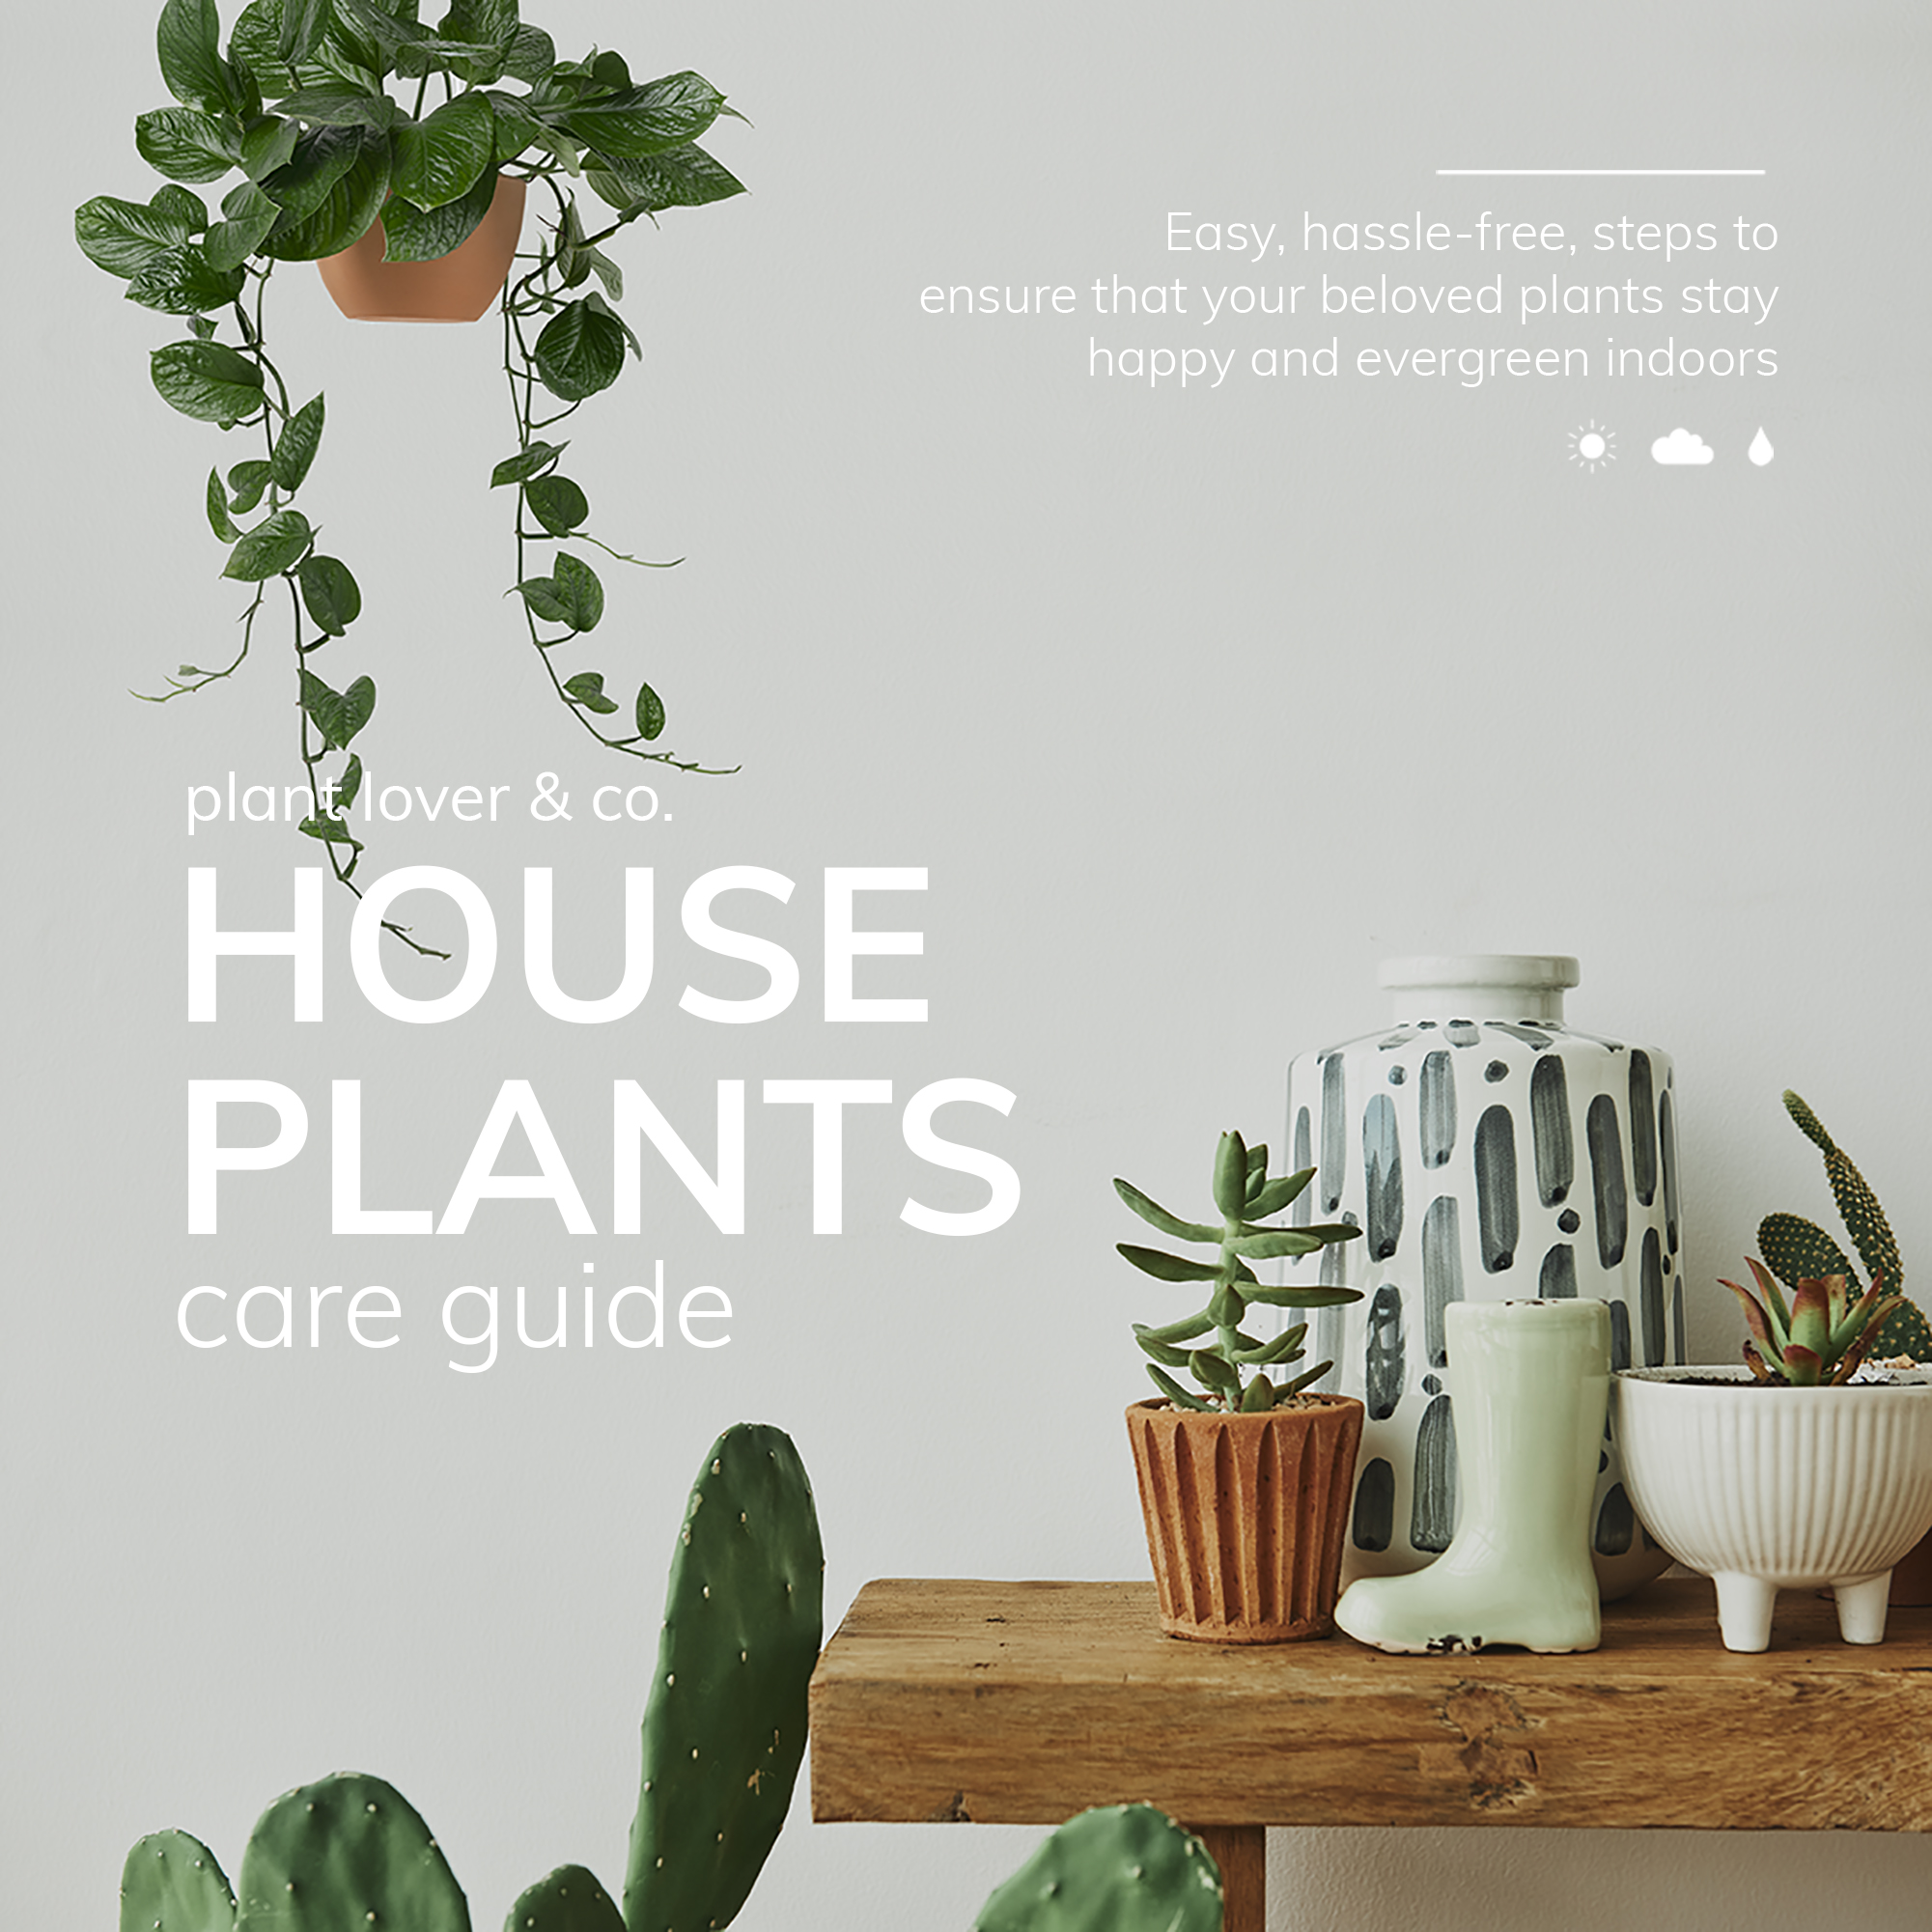 Easy, hassle-free, steps to
ensure that your beloved plants stay
happy and evergreen indoors
plant lover & co.
HOUSE
PLANTS
care guide